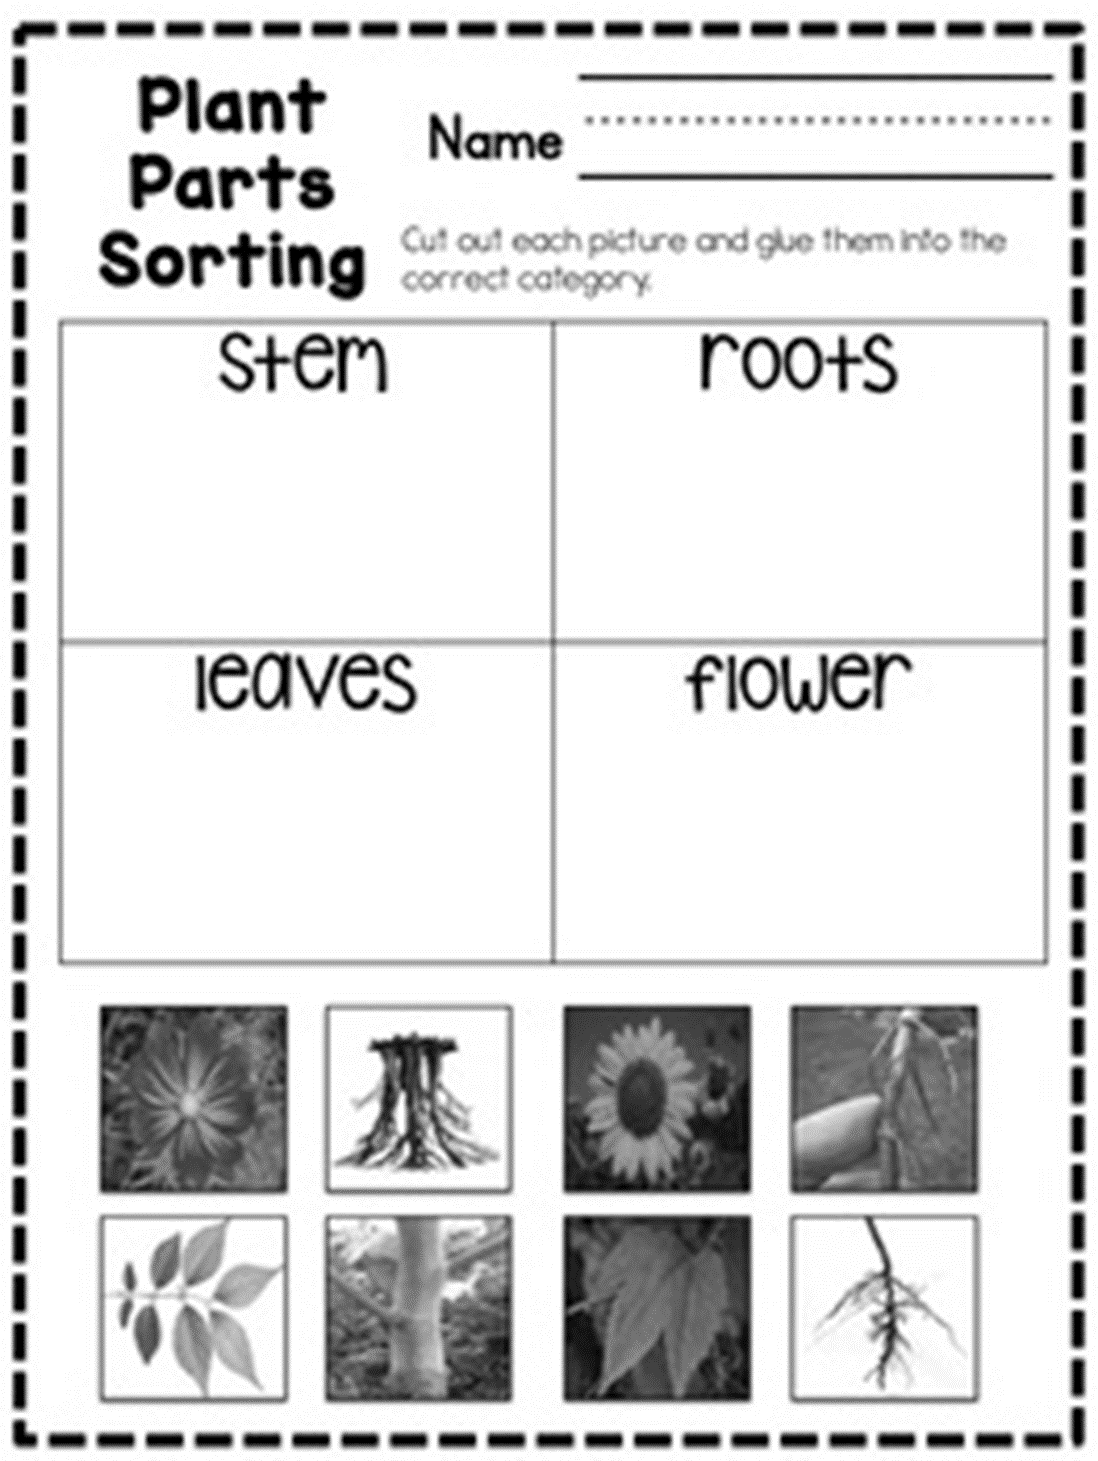 Plant
Parts
Sorting
Name
Cut out each picture and glue them into the
correct category.
stem
roots
leaves
flower